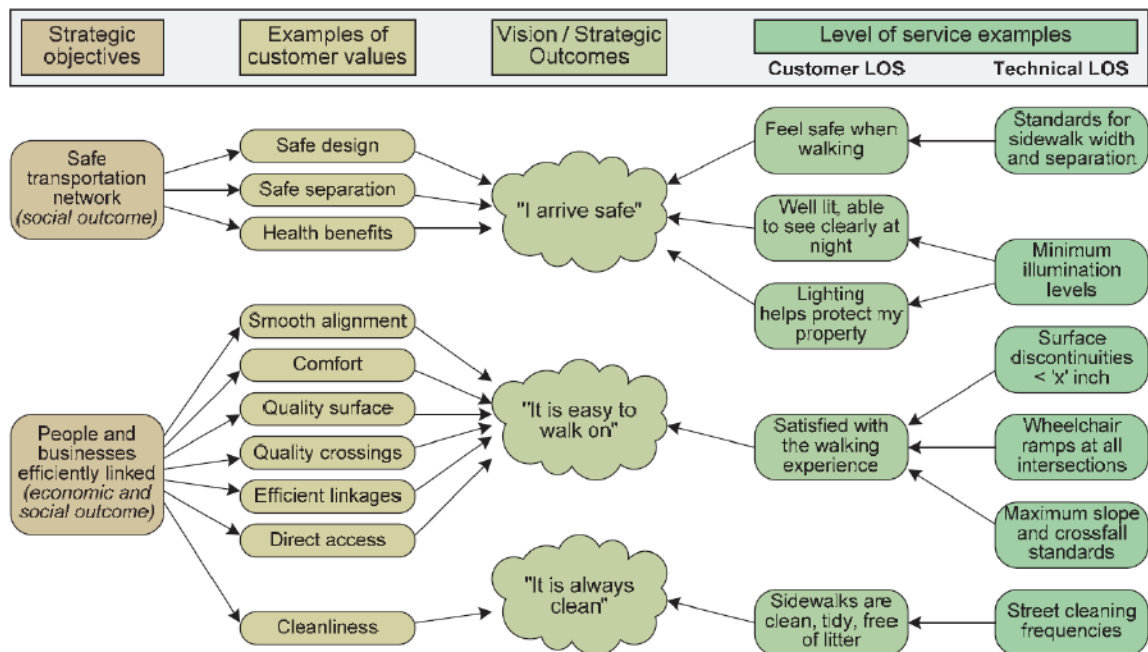 Strategic
objectives
Examples of
customer values
Vision / Strategic
Outcomes
Level of service examples
Customer LOS
Technical LOS
Safe
transportation
network
(social outcome)
Safe design
Safe separation
Health benefits
"I arrive safe"
Feel safe when
walking
Standards for
sidewalk width
and separation
Well lit, able
to see clearly at
night
Minimum
illumination
levels
Lighting
helps protect my
property
People and
businesses
efficiently linked
(economic and
social outcome)
Smooth alignment
Comfort
Quality surface
Quality crossings
Efficient linkages
Direct access
Cleanliness
"It is easy to
walk on"
Satisfied with
the walking
experience
Surface
discontinuities
< 'x' inch
Wheelchair
ramps at all
intersections
Maximum slope
and crossfall
standards
"It is always
clean"
Sidewalks are
clean, tidy, free
of litter
Street cleaning
frequencies